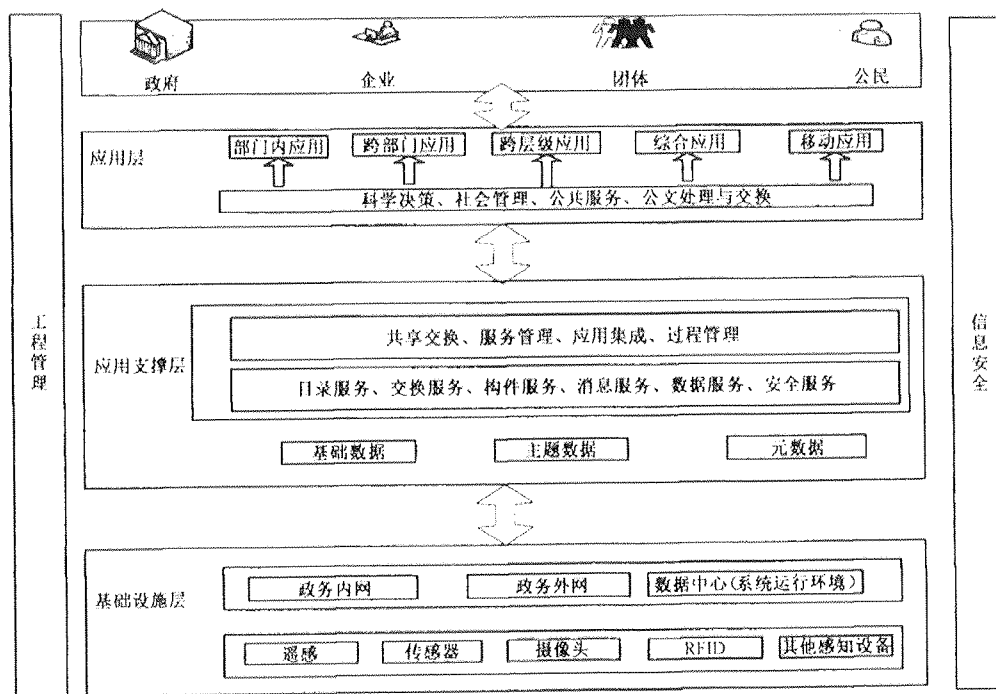 政府 企业 团体 公民
应用层
部门内应用 跨部门应用 跨层级应用 综合应用 移动应用
科学决策、社会管理、公共服务、公文处理与交换
工程管理
信息安全
应用支撑层
共享交换、服务管理、应用集成、过程管理
目录服务、交换服务、构件服务、消息服务、数据服务、安全服务
基础数据 主题数据 元数据
基础设施层
政务内网 政务外网 数据中心(系统运行环境)
遥感 传感器 摄像头 RFID 其他感知设备